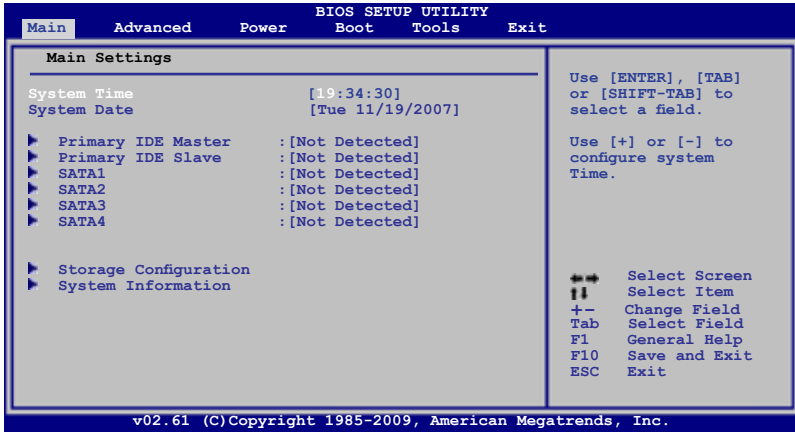 BIOS SETUP UTILITY
Main Advanced Power Boot Tools Exit
Main Settings
System Time [19:34:30]
System Date [Tue 11/19/2007]
Primary IDE Master :[Not Detected]
Primary IDE Slave :[Not Detected]
SATA1 :[Not Detected]
SATA2 :[Not Detected]
SATA3 :[Not Detected]
SATA4 :[Not Detected]
Storage Configuration
System Information
Use [ENTER], [TAB]
or [SHIFT-TAB] to
select a field.
Use [+] or [-] to
configure system
Time.
Select Screen
Select Item
+- Change Field
Tab Select Field
F1 General Help
F10 Save and Exit
ESC Exit
v02.61 (C)Copyright 1985-2009, American Megatrends, Inc.